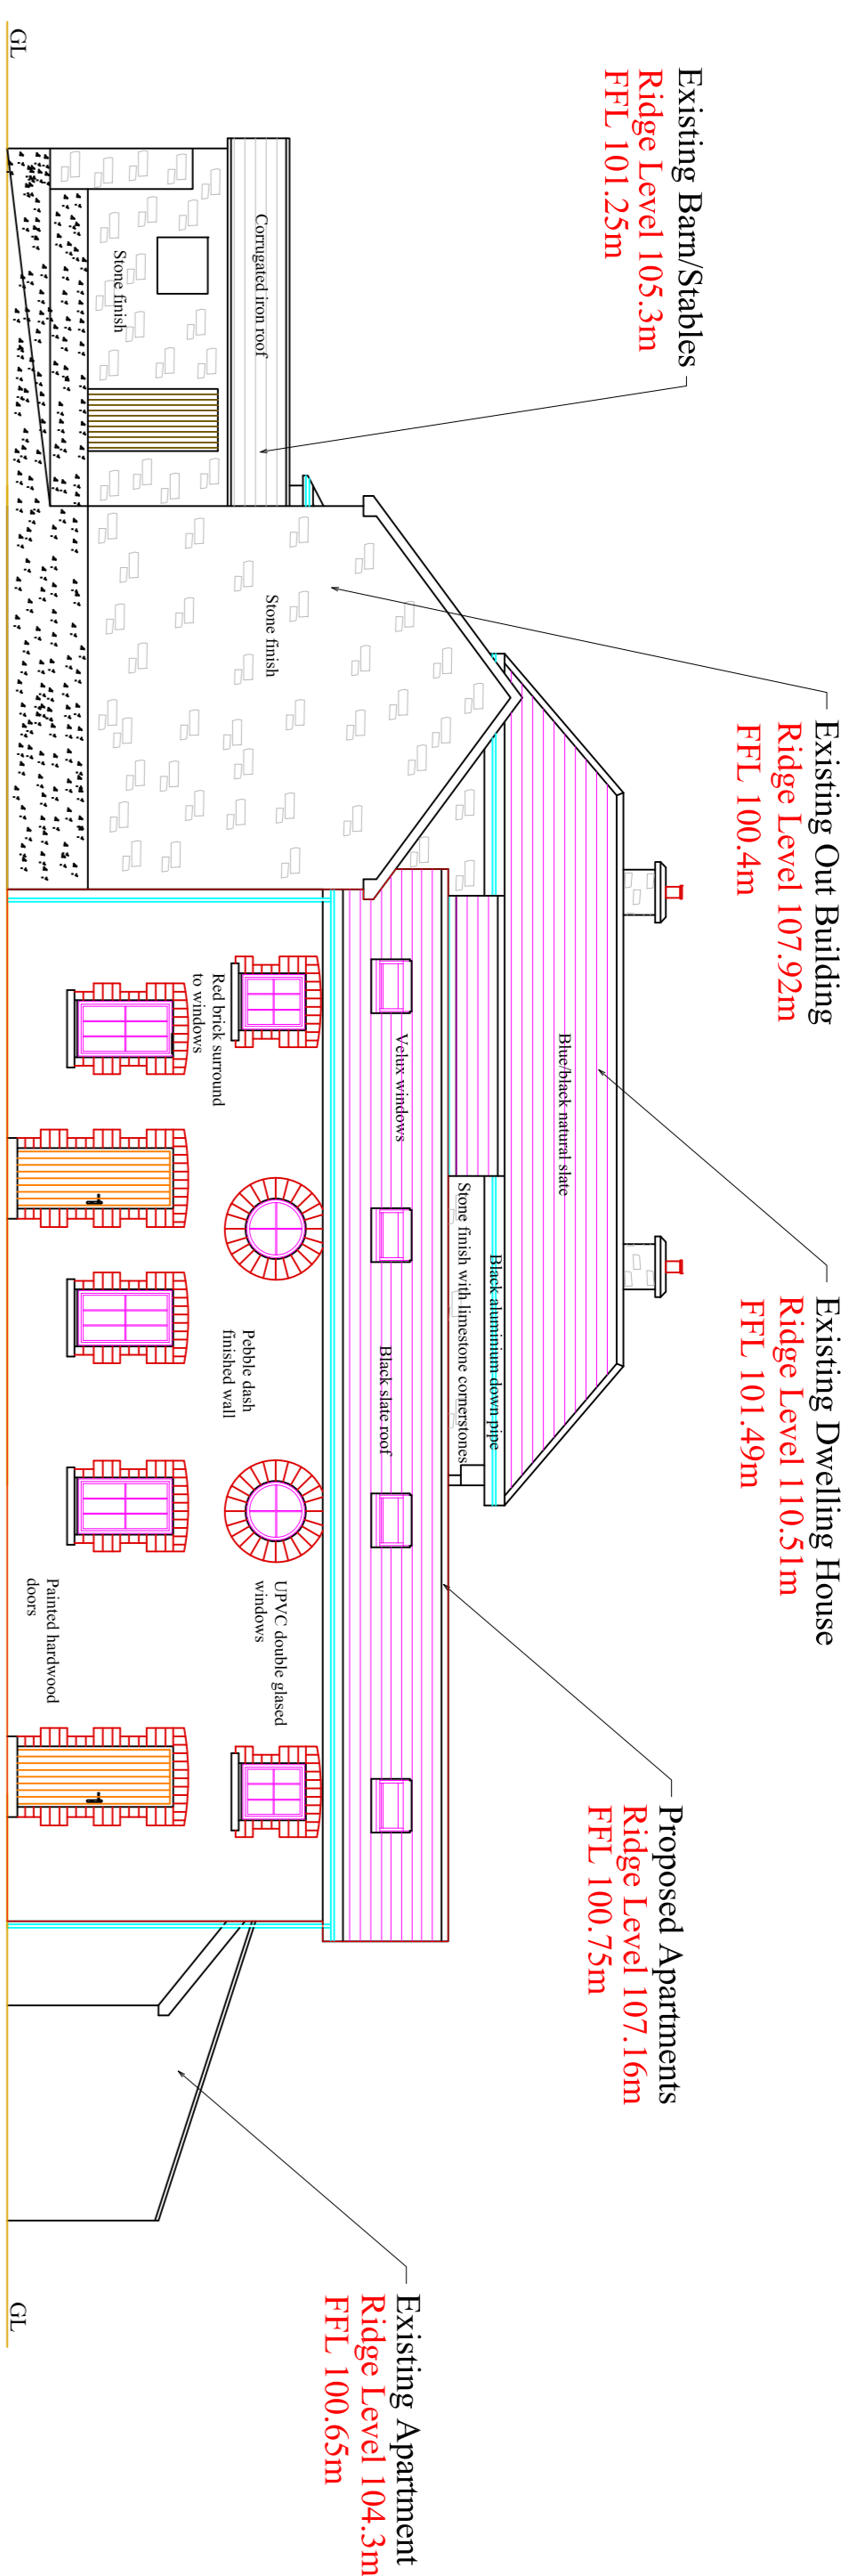 Existing Barn/Stables
Ridge Level 105.3m
FFL 101.25m
Existing Out Building
Ridge Level 107.92m
FFL 100.4m
Existing Dwelling House
Ridge Level 110.51m
FFL 101.49m
Proposed Apartments
Ridge Level 107.16m
FFL 100.75m
Existing Apartment
Ridge Level 104.3m
FFL 100.65m
Blue/black natural slate
Black aluminium down pipe
Stone finish with limestone cornerstones
Velux windows
Black slate roof
Corrugated iron roof
Stone finish
Stone finish
Red brick surround
to windows
Pebble dash
finished wall
UPVC double glased
windows
Painted hardwood
doors
GL
GL